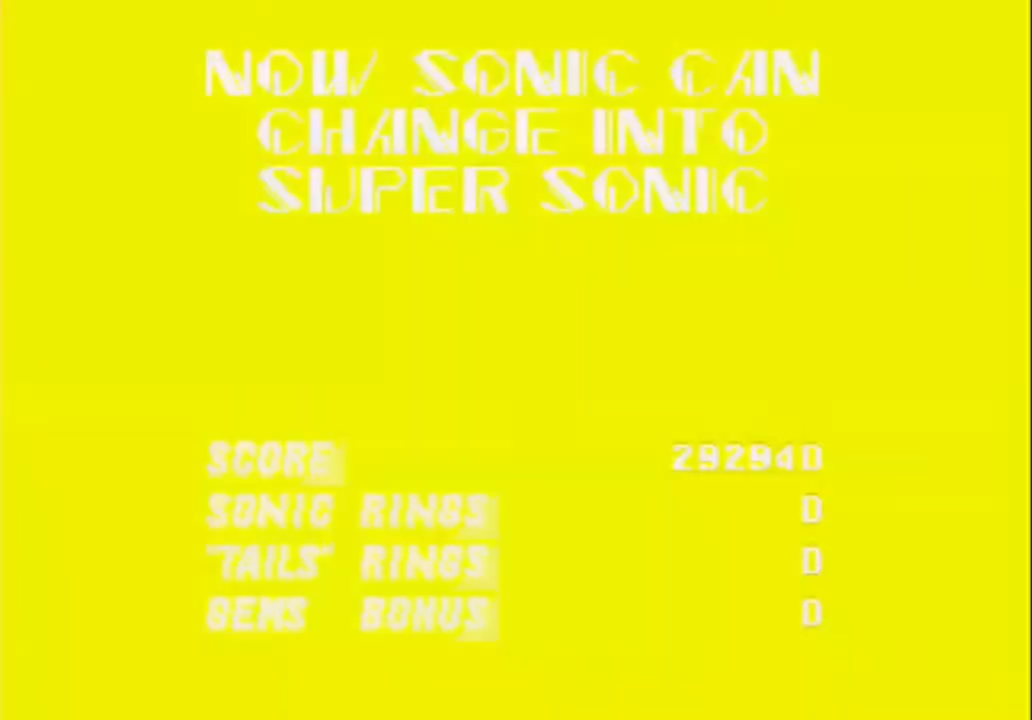 NOW SONIC CAN
CHANGE INTO
SUPER SONIC
SCORE 292940
SONIC RINGS 0
"TAILS" RINGS 0
GEMS BONUS 0